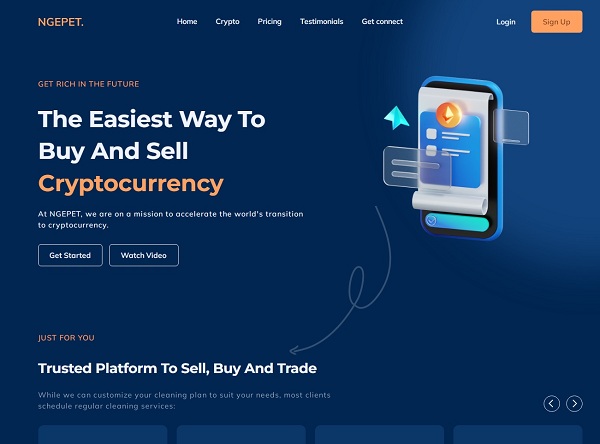 NGEPET.
Home
Crypto
Pricing
Testimonials
Get connect
Login
Sign Up
GET RICH IN THE FUTURE
The Easiest Way To
Buy And Sell
Cryptocurrency
At NGEPET, we are on a mission to accelerate the world's transition
to cryptocurrency.
Get Started
Watch Video
JUST FOR YOU
Trusted Platform To Sell, Buy And Trade
While we can customize your cleaning plan to suit your needs, most clients
schedule regular cleaning services: